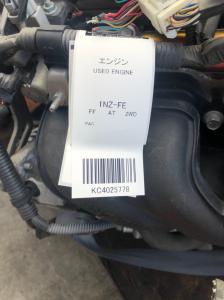 エンジン
USED ENGINE
1NZ-FE
FF AT 2WD
KC4025778